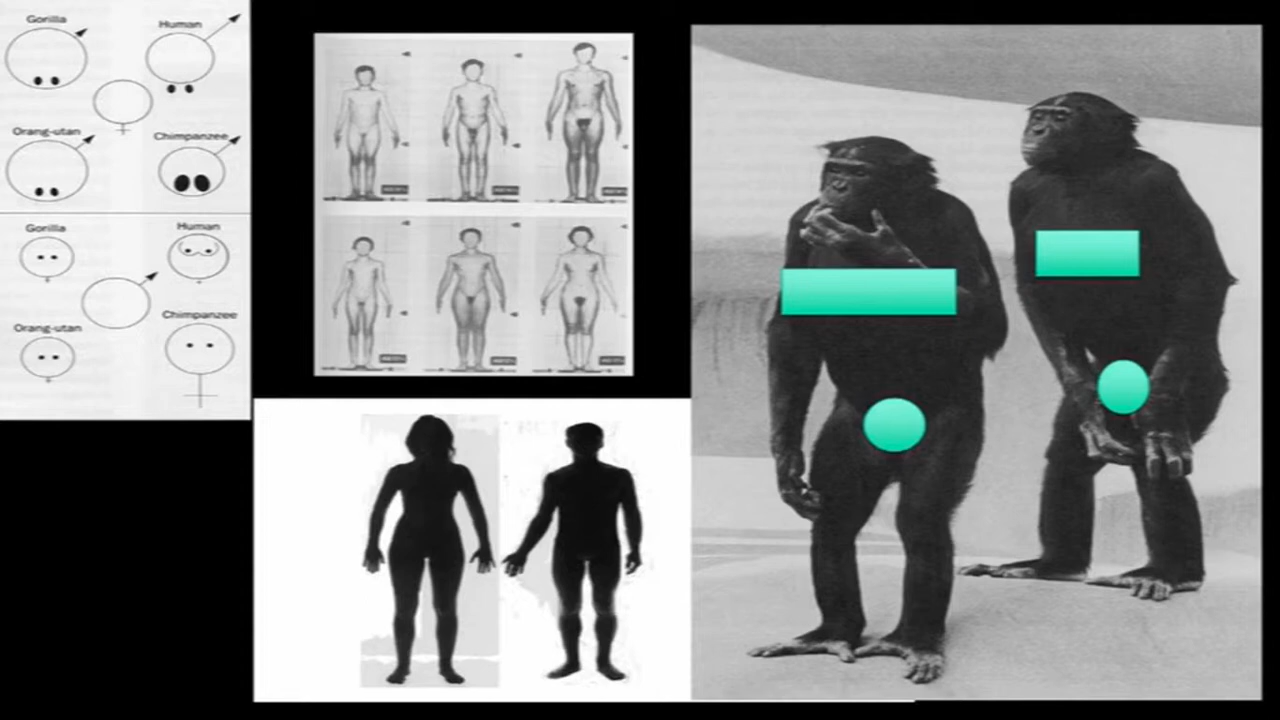 Gorilla
Human
Orang-utan
Chimpanzee
Gorilla
Human
Orang-utan
Chimpanzee